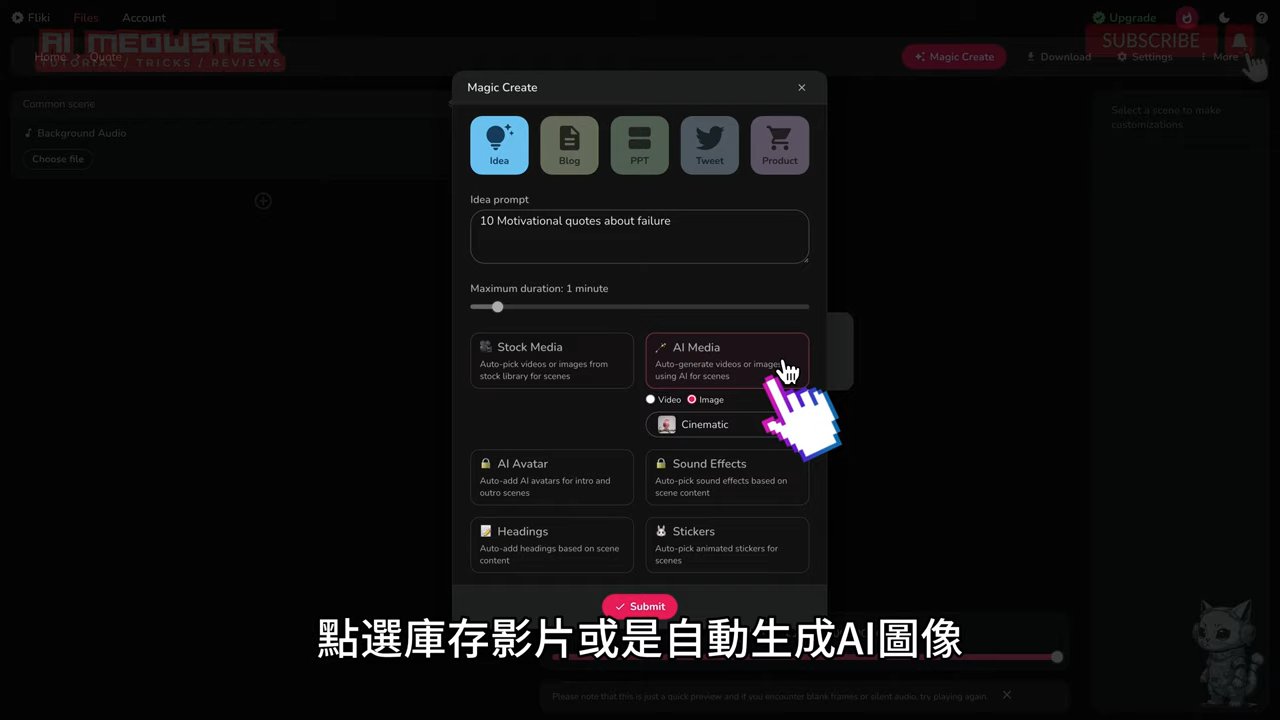 Fliki
Files
Account
Upgrade
AI MEOWSTER
TUTORIAL / TRICKS / REVIEWS
Home > Quote
SUBSCRIBE
Magic Create
Download
Settings
More
Common scene
Background Audio
Choose file
Select a scene to make
customizations.
Magic Create
Idea
Blog
PPT
Tweet
Product
Idea prompt
10 Motivational quotes about failure
Maximum duration: 1 minute
Stock Media
Auto-pick videos or images from
stock library for scenes
AI Media
Auto-generate videos or images
using AI for scenes
Video
Image
Cinematic
AI Avatar
Auto-add AI avatars for intro and
outro scenes
Sound Effects
Auto-pick sound effects based on
scene content
Headings
Auto-add headings based on scene
content
Stickers
Auto-pick animated stickers for
scenes
Submit
點選庫存影片或是自動生成AI圖像
Please note that this is just a quick preview and if you encounter blank frames or silent audio, try playing again.